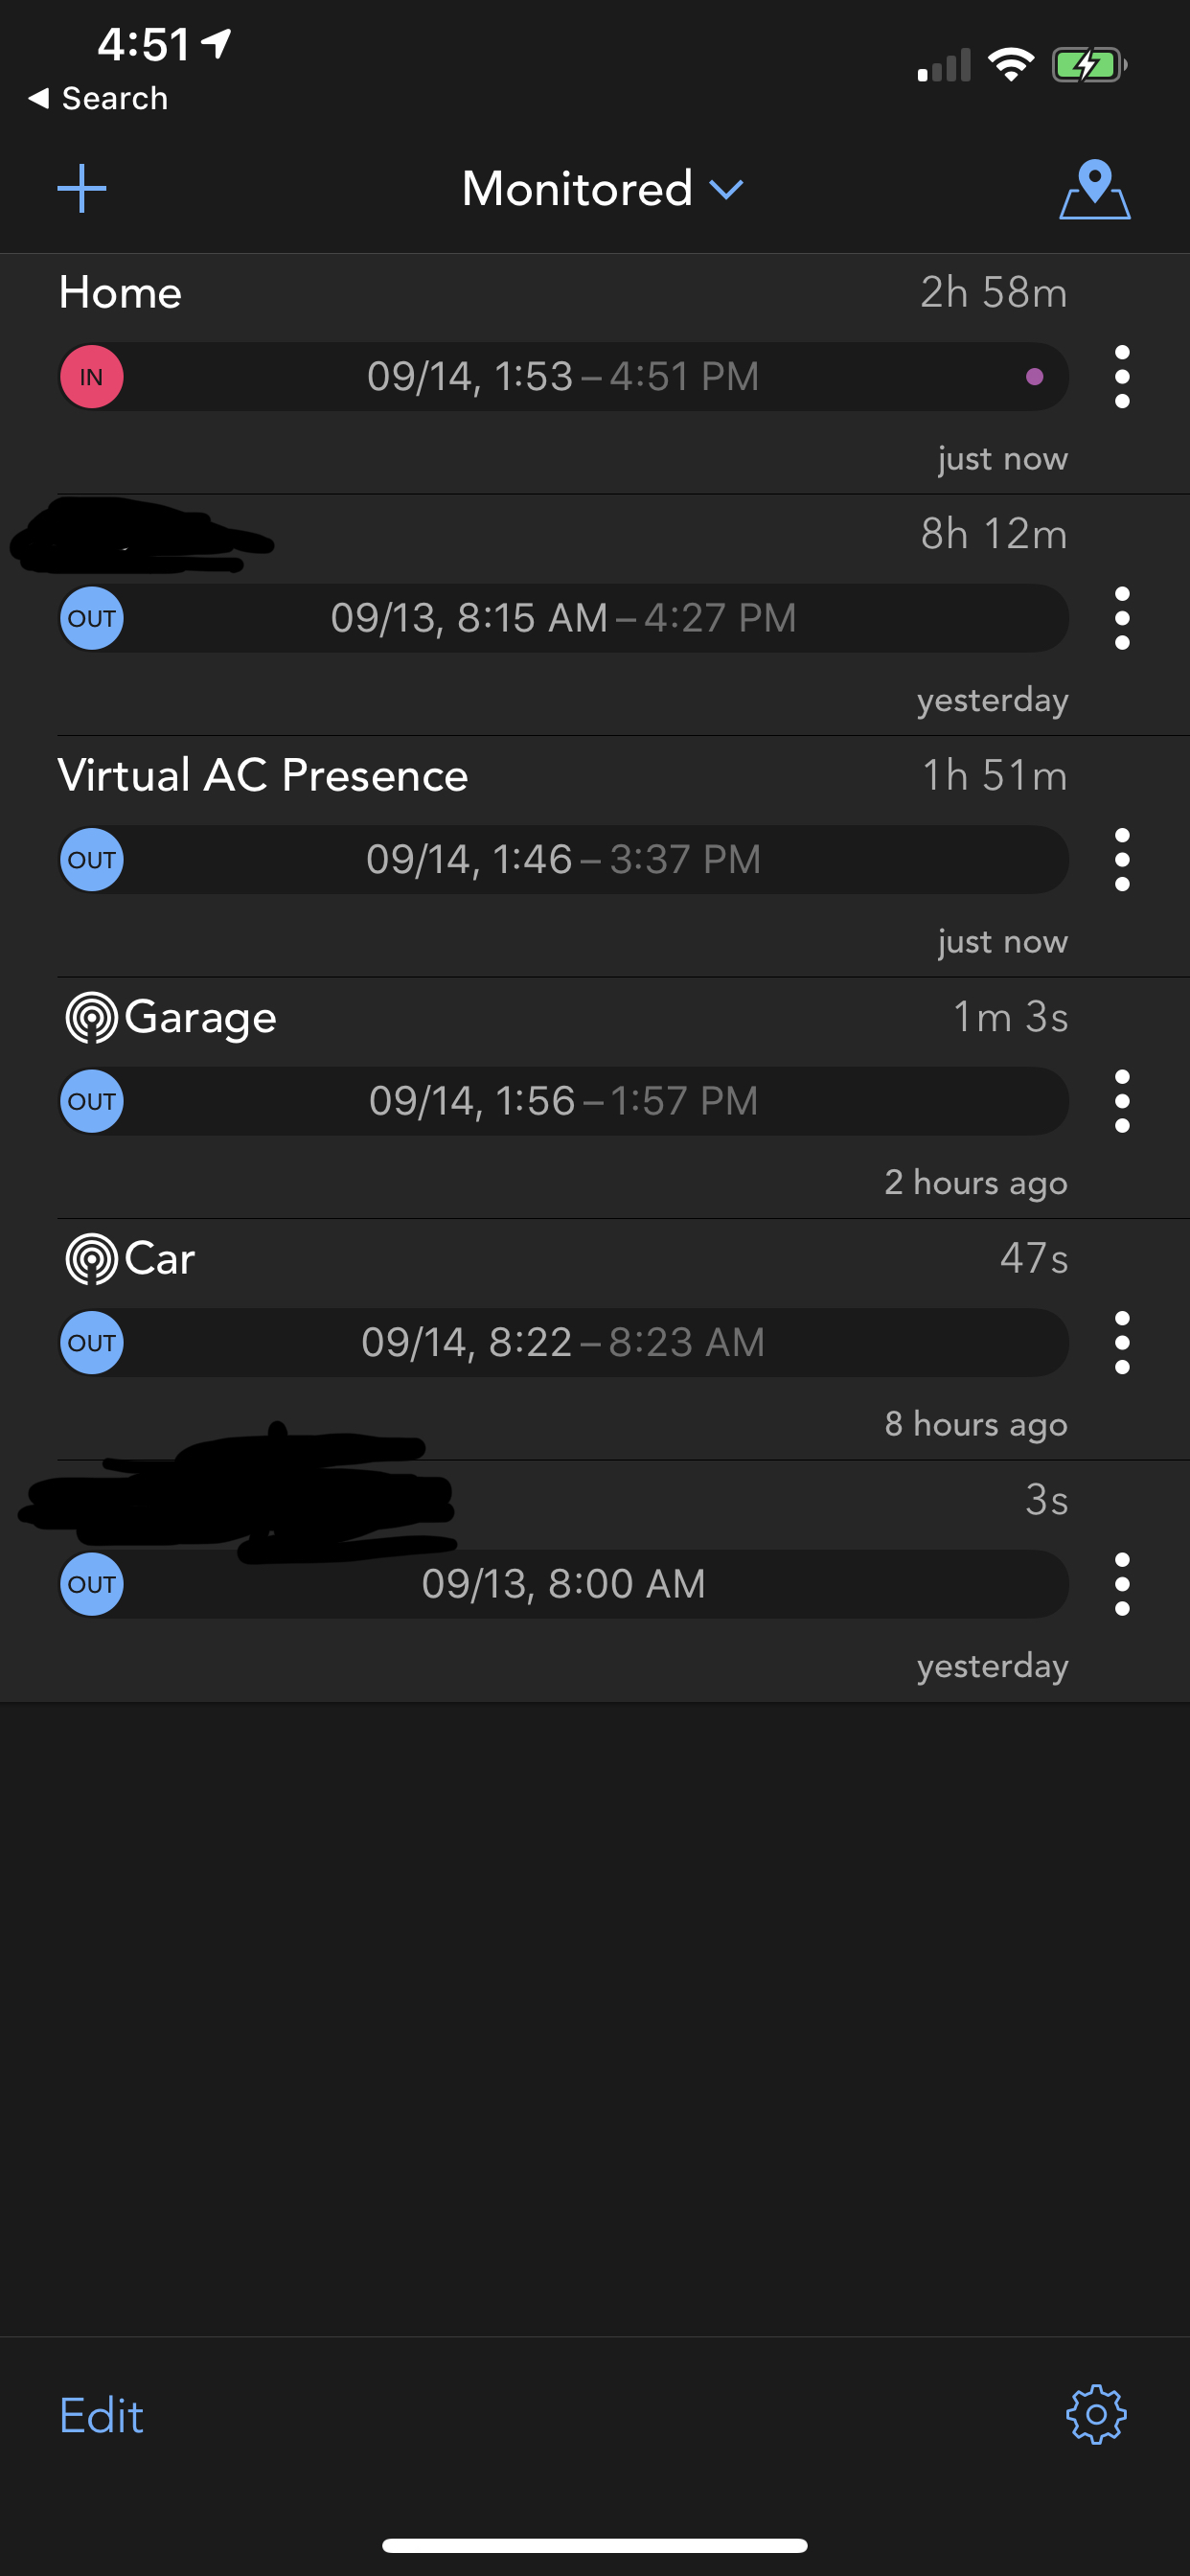 4:51
◀ Search
Monitored
Home 2h 58m
IN 09/14, 1:53 – 4:51 PM
just now
8h 12m
OUT 09/13, 8:15 AM – 4:27 PM
yesterday
Virtual AC Presence 1h 51m
OUT 09/14, 1:46 – 3:37 PM
just now
Garage 1m 3s
OUT 09/14, 1:56 – 1:57 PM
2 hours ago
Car 47s
OUT 09/14, 8:22 – 8:23 AM
8 hours ago
3s
OUT 09/13, 8:00 AM
yesterday
Edit